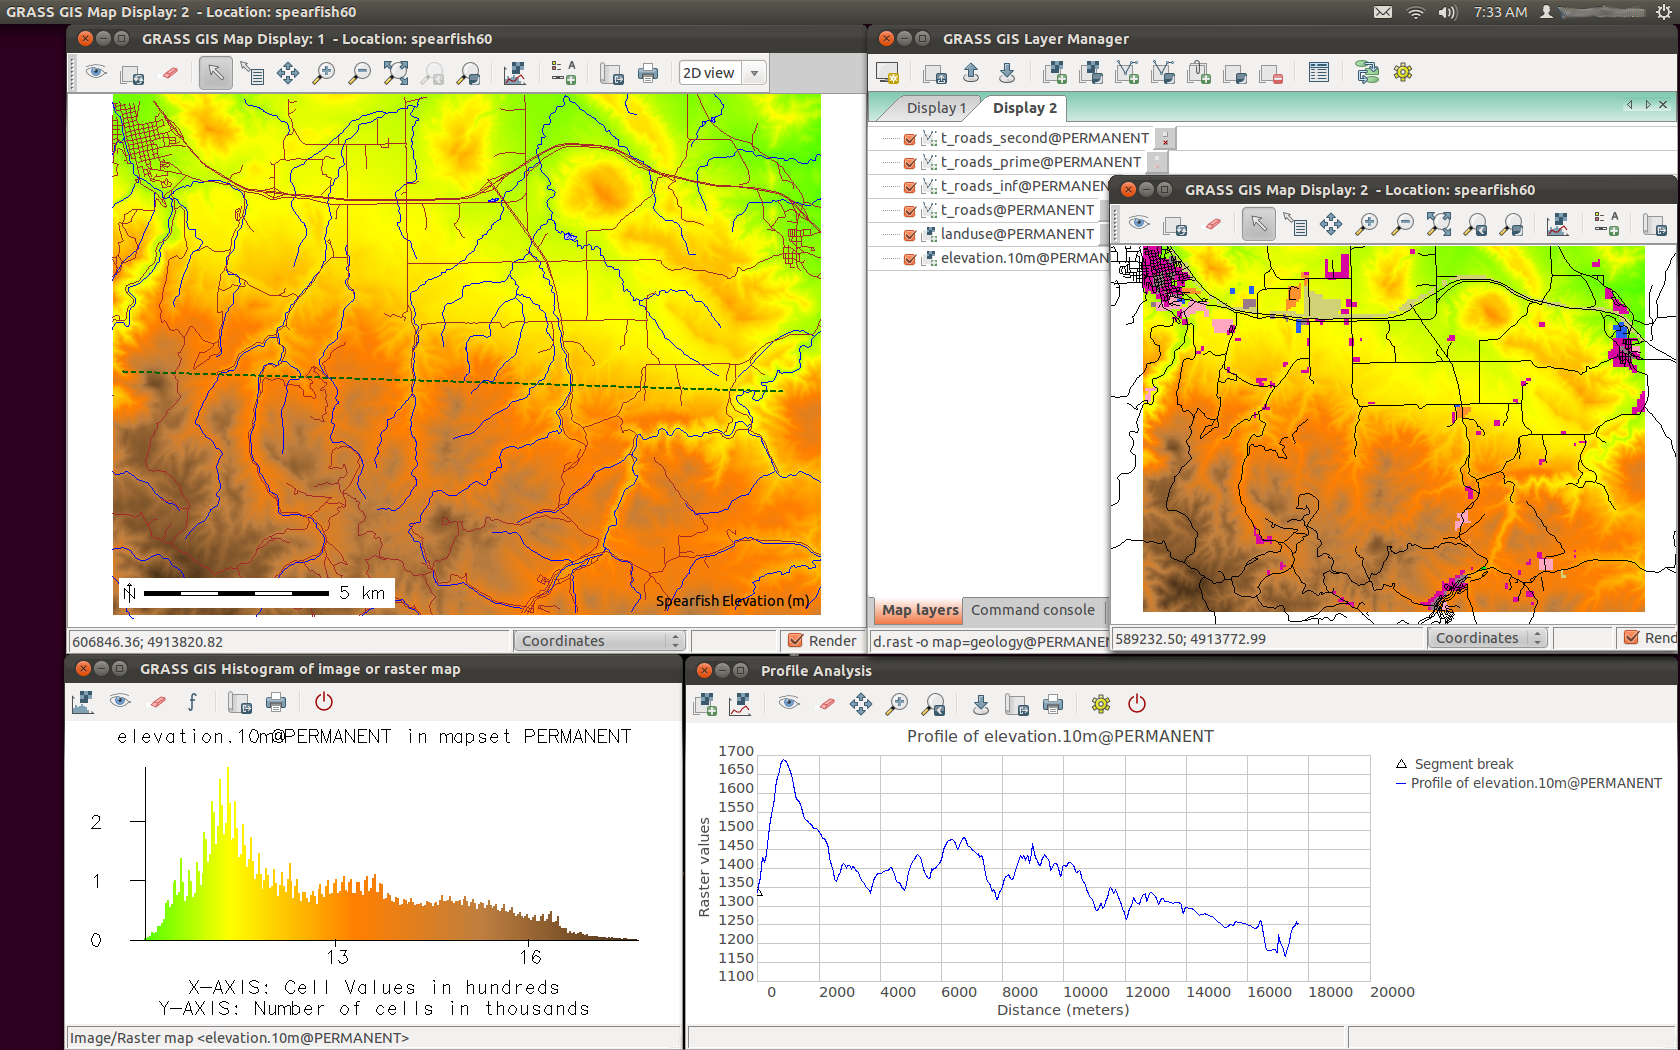 GRASS GIS Map Display: 2 - Location: spearfish60
7:33 AM
GRASS GIS Map Display: 1 - Location: spearfish60
2D view
N
5 km
Spearfish Elevation (m)
606846.36; 4913820.82
Coordinates
Render
GRASS GIS Layer Manager
Display 1
Display 2
t_roads_second@PERMANENT
t_roads_prime@PERMANENT
t_roads_inf@PERMANEN
t_roads@PERMANENT
landuse@PERMANENT
elevation.10m@PERMAN
Map layers
Command console
d.rast -o map=geology@PERMANEN
GRASS GIS Map Display: 2 - Location: spearfish60
589232.50; 4913772.99
Coordinates
Rend
GRASS GIS Histogram of image or raster map
elevation.10m@PERMANENT in mapset PERMANENT
2
1
0
13
16
X-AXIS: Cell Values in hundreds
Y-AXIS: Number of cells in thousands
Image/Raster map <elevation.10m@PERMANENT>
Profile Analysis
Profile of elevation.10m@PERMANENT
1700
1650
1600
1550
1500
1450
1400
1350
1300
1250
1200
1150
1100
Raster values
0 2000 4000 6000 8000 10000 12000 14000 16000 18000 20000
Distance (meters)
Segment break
Profile of elevation.10m@PERMANENT